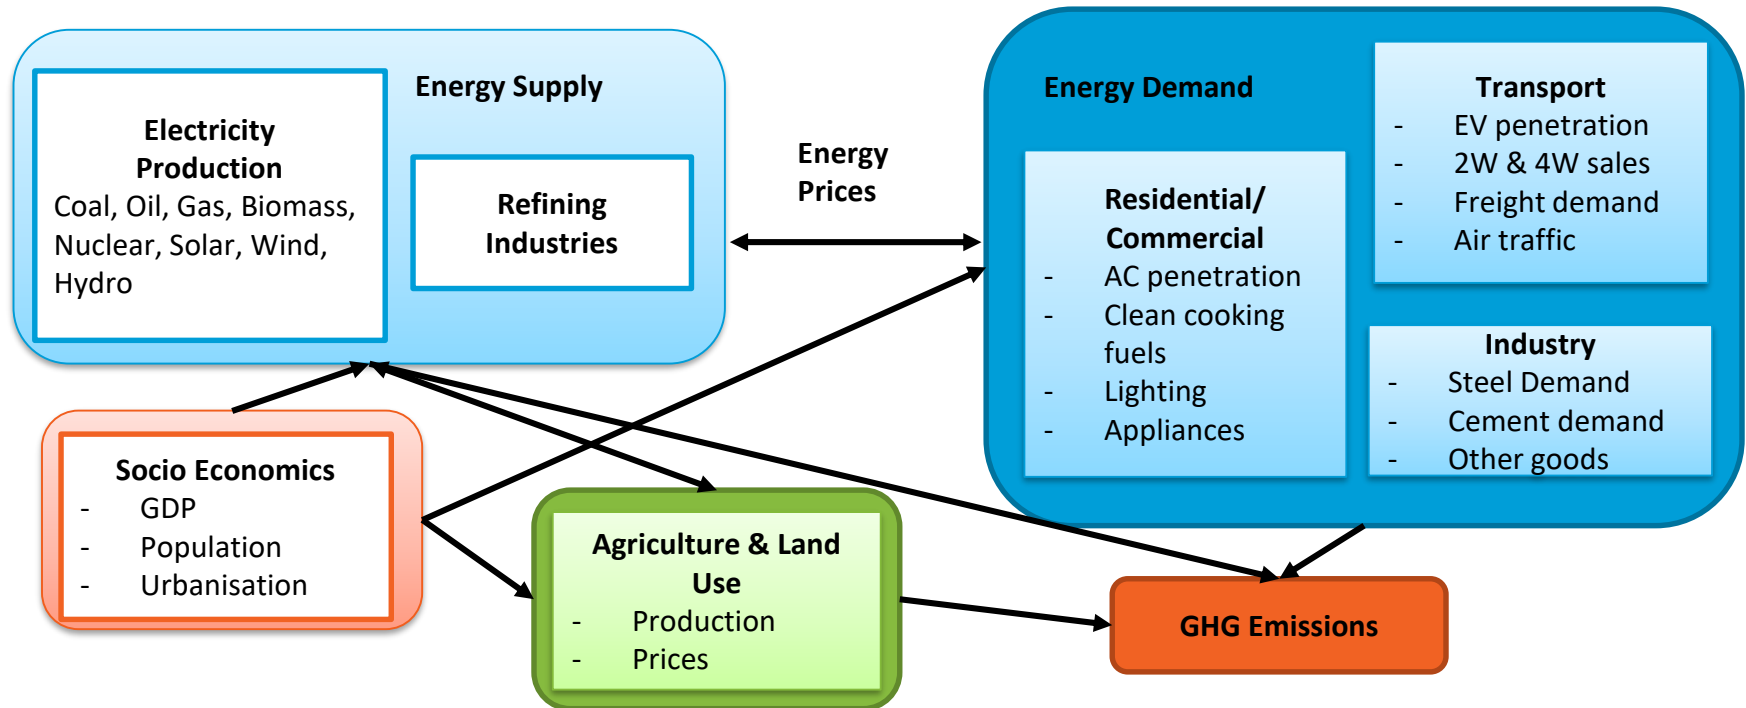 Energy Supply
Electricity
Production
Coal, Oil, Gas, Biomass,
Nuclear, Solar, Wind,
Hydro
Refining
Industries
Energy
Prices
Energy Demand
Residential/
Commercial
- AC penetration
- Clean cooking
fuels
- Lighting
- Appliances
Transport
- EV penetration
- 2W & 4W sales
- Freight demand
- Air traffic
Industry
- Steel Demand
- Cement demand
- Other goods
Socio Economics
- GDP
- Population
- Urbanisation
Agriculture & Land
Use
- Production
- Prices
GHG Emissions